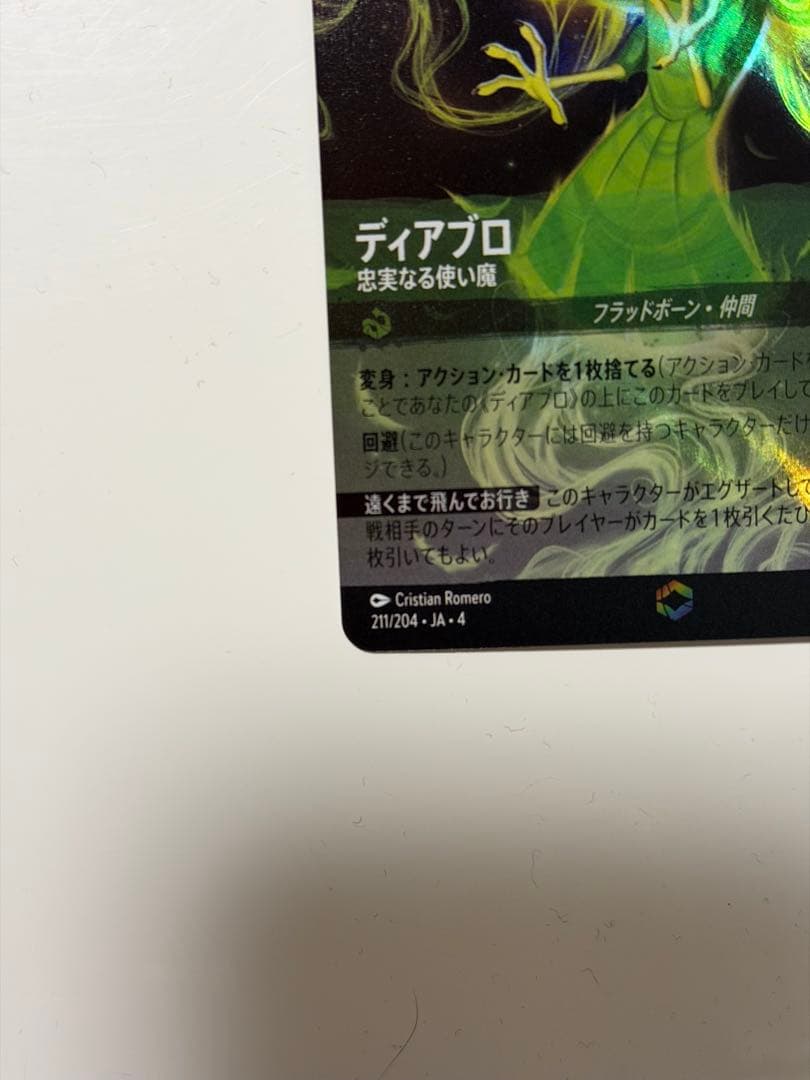 ディアブロ
忠実なる使い魔
フラッドボーン・仲間
変身：アクション・カードを1枚捨てる(アクション・カード
ことであなたの《ディアブロ》の上にこのカードをプレイして
回避(このキャラクターには回避を持つキャラクターだけ
ジできる。)
遠くまで飛んでお行き このキャラクターがエグザートして
戦相手のターンにそのプレイヤーがカードを1枚引くたび
枚引いてもよい。
Cristian Romero
211/204・JA・4